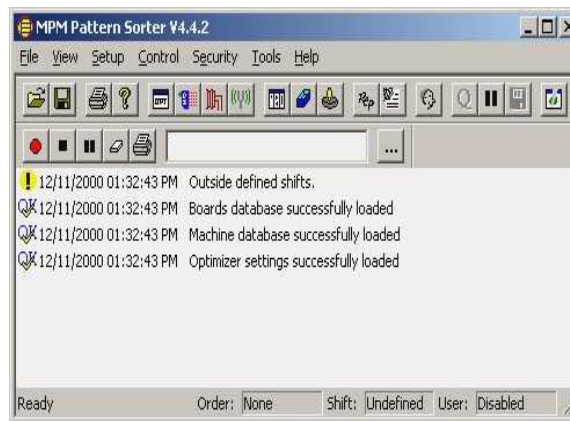 MPM Pattern Sorter V4.4.2
File View Setup Control Security Tools Help
...
12/11/2000 01:32:43 PM Outside defined shifts.
OK 12/11/2000 01:32:43 PM Boards database successfully loaded
OK 12/11/2000 01:32:43 PM Machine database successfully loaded
OK 12/11/2000 01:32:43 PM Optimizer settings successfully loaded
Ready Order: None Shift: Undefined User: Disabled